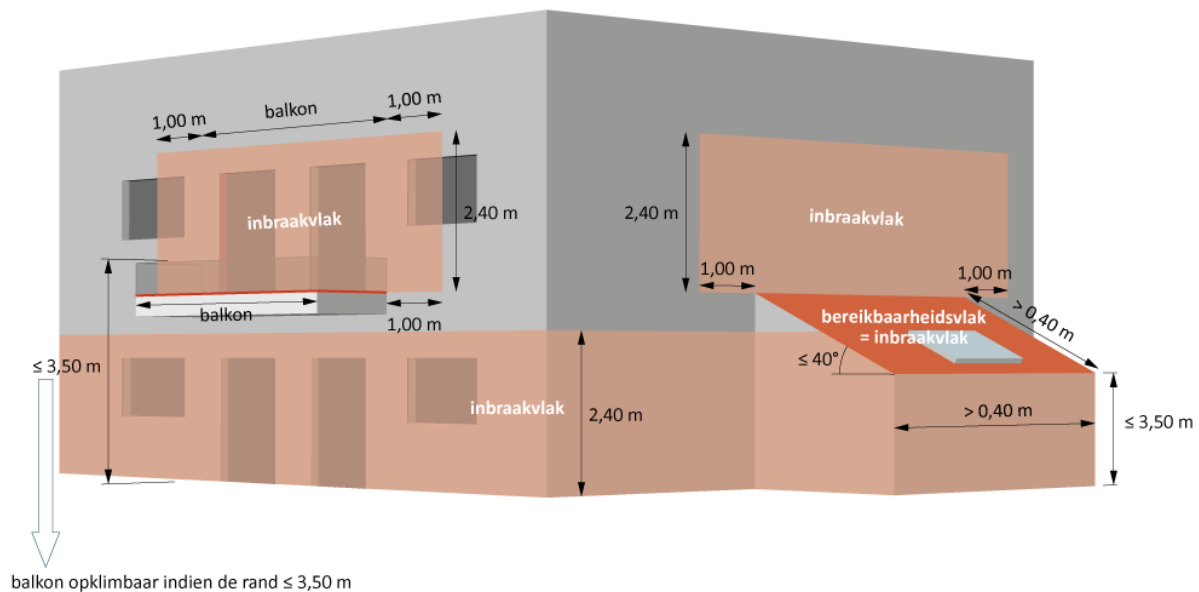 1,00 m
balkon
1,00 m
inbraakvlak
2,40 m
balkon
1,00 m
≤ 3,50 m
inbraakvlak
2,40 m
2,40 m
inbraakvlak
1,00 m
1,00 m
bereikbaarheidsvlak
= inbraakvlak
> 0,40 m
≤ 40°
> 0,40 m
≤ 3,50 m
balkon opklimbaar indien de rand ≤ 3,50 m